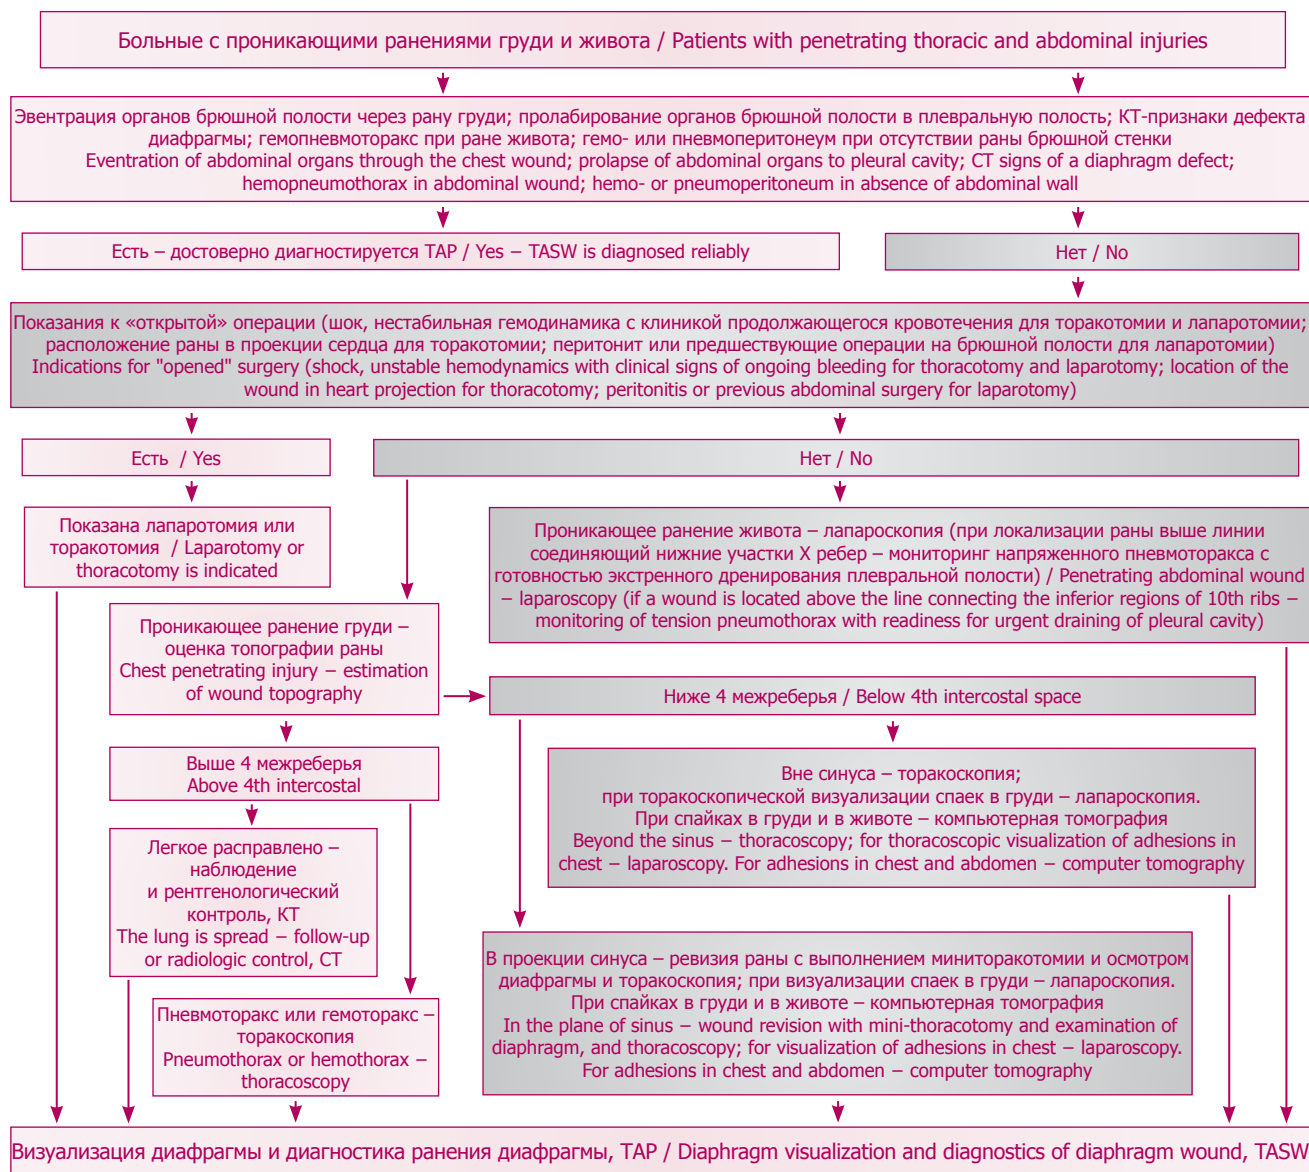 Больные с проникающими ранениями груди и живота / Patients with penetrating thoracic and abdominal injuries
Эвентрация органов брюшной полости через рану груди; пролабирование органов брюшной полости в плевральную полость; КТ-признаки дефекта
диафрагмы; гемопневмоторакс при ране живота; гемо- или пневмоперитонеум при отсутствии раны брюшной стенки
Eventration of abdominal organs through the chest wound; prolapse of abdominal organs to pleural cavity; CT signs of a diaphragm defect;
hemopneumothorax in abdominal wound; hemo- or pneumoperitoneum in absence of abdominal wall
Есть – достоверно диагностируется ТАР / Yes – TASW is diagnosed reliably
Нет / No
Показания к «открытой» операции (шок, нестабильная гемодинамика с клиникой продолжающегося кровотечения для торакотомии и лапаротомии;
расположение раны в проекции сердца для торакотомии; перитонит или предшествующие операции на брюшной полости для лапаротомии)
Indications for "opened" surgery (shock, unstable hemodynamics with clinical signs of ongoing bleeding for thoracotomy and laparotomy; location of the
wound in heart projection for thoracotomy; peritonitis or previous abdominal surgery for laparotomy)
Есть / Yes
Нет / No
Показана лапаротомия или
торакотомия / Laparotomy or
thoracotomy is indicated
Проникающее ранение живота – лапароскопия (при локализации раны выше линии
соединяющий нижние участки X ребер – мониторинг напряженного пневмоторакса с
готовностью экстренного дренирования плевральной полости) / Penetrating abdominal wound
– laparoscopy (if a wound is located above the line connecting the inferior regions of 10th ribs –
monitoring of tension pneumothorax with readiness for urgent draining of pleural cavity)
Проникающее ранение груди –
оценка топографии раны
Chest penetrating injury – estimation
of wound topography
Ниже 4 межреберья / Below 4th intercostal space
Выше 4 межреберья
Above 4th intercostal
Вне синуса – торакоскопия;
при торакоскопической визуализации спаек в груди – лапароскопия.
При спайках в груди и в животе – компьютерная томография
Beyond the sinus – thoracoscopy; for thoracoscopic visualization of adhesions in
chest – laparoscopy. For adhesions in chest and abdomen – computer tomography
Легкое расправлено –
наблюдение
и рентгенологический
контроль, КТ
The lung is spread – follow-up
or radiologic control, CT
В проекции синуса – ревизия раны с выполнением миниторакотомии и осмотром
диафрагмы и торакоскопия; при визуализации спаек в груди – лапароскопия.
При спайках в груди и в животе – компьютерная томография
In the plane of sinus – wound revision with mini-thoracotomy and examination of
diaphragm, and thoracoscopy; for visualization of adhesions in chest – laparoscopy.
For adhesions in chest and abdomen – computer tomography
Пневмоторакс или гемоторакс –
торакоскопия
Pneumothorax or hemothorax –
thoracoscopy
Визуализация диафрагмы и диагностика ранения диафрагмы, ТАР / Diaphragm visualization and diagnostics of diaphragm wound, TASW